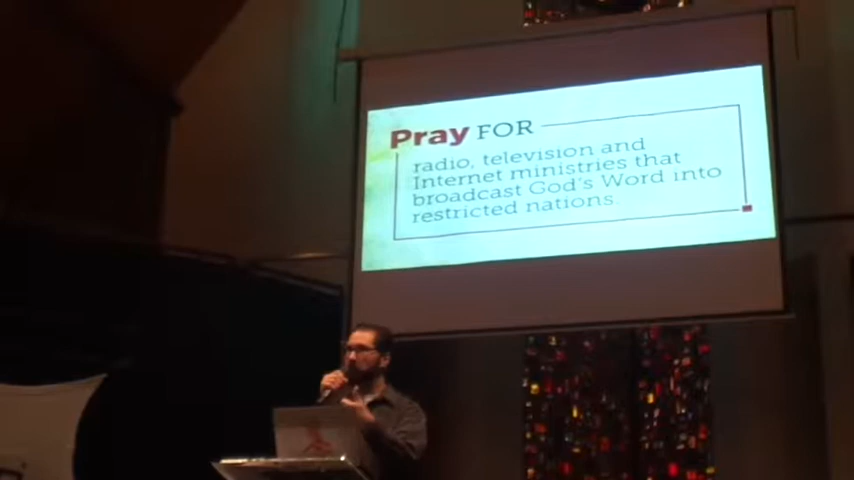 Pray FOR
radio, television and
Internet ministries that
broadcast God's Word into
restricted nations.